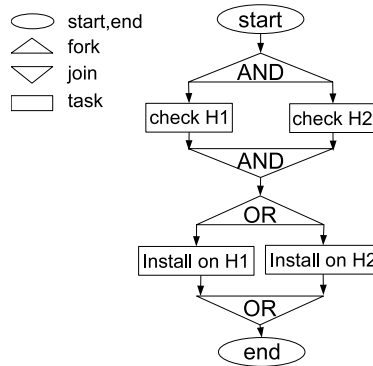 start,end
fork
join
task
start
AND
check H1
check H2
AND
OR
Install on H1
Install on H2
OR
end